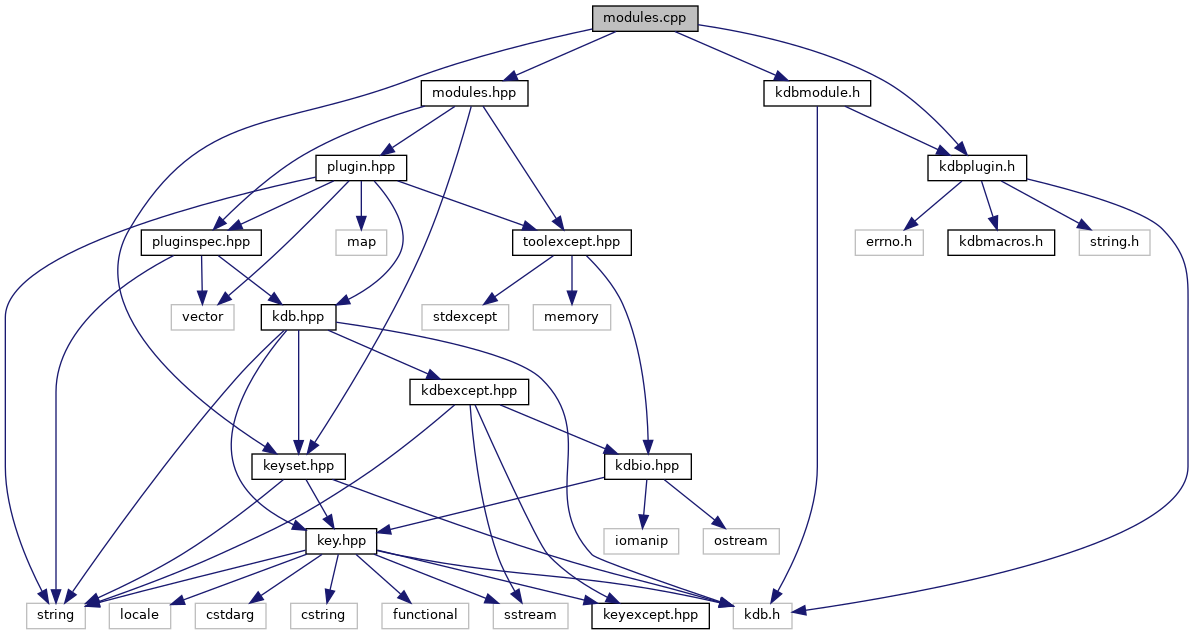 modules.cpp
modules.hpp
kdbmodule.h
plugin.hpp
kdbplugin.h
pluginspec.hpp
map
toolexcept.hpp
errno.h
kdbmacros.h
string.h
vector
kdb.hpp
stdexcept
memory
kdbexcept.hpp
keyset.hpp
kdbio.hpp
key.hpp
iomanip
ostream
string
locale
cstdarg
cstring
functional
sstream
keyexcept.hpp
kdb.h